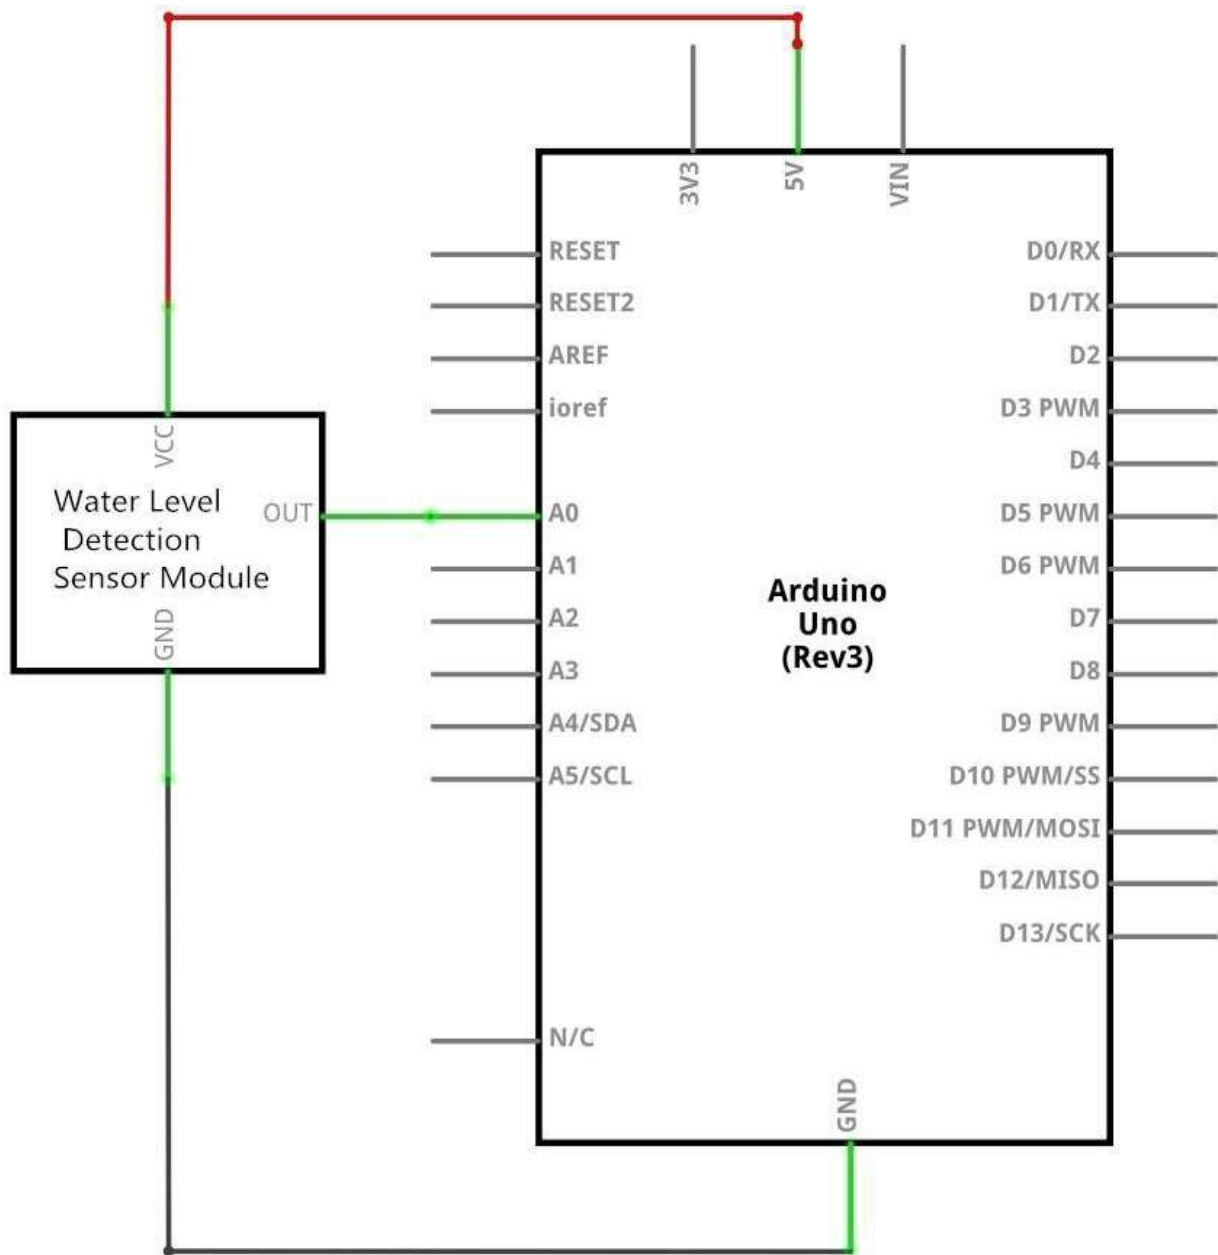 3V3
5V
VIN
RESET
RESET2
AREF
ioref
A0
A1
A2
A3
A4/SDA
A5/SCL
N/C
D0/RX
D1/TX
D2
D3 PWM
D4
D5 PWM
D6 PWM
D7
D8
D9 PWM
D10 PWM/SS
D11 PWM/MOSI
D12/MISO
D13/SCK
GND
Arduino
Uno
(Rev3)
VCC
Water Level
Detection
Sensor Module
OUT
GND